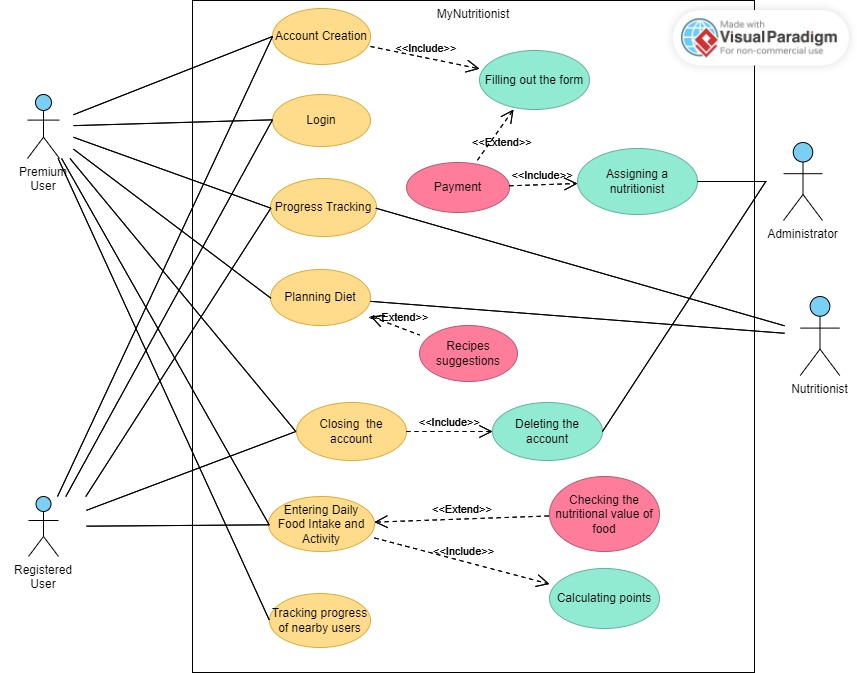 MyNutritionist
Made with
VisualParadigm
For non-commercial use
Account Creation
<<Include>>
Filling out the form
Premium
User
Login
<<Extend>>
Payment
<<Include>>
Assigning a
nutritionist
Administrator
Progress Tracking
Planning Diet
<<Extend>>
Recipes
suggestions
Nutritionist
Closing the
account
<<Include>>
Deleting the
account
Registered
User
Entering Daily
Food Intake and
Activity
<<Extend>>
Checking the
nutritional value of
food
<<Include>>
Calculating points
Tracking progress
of nearby users